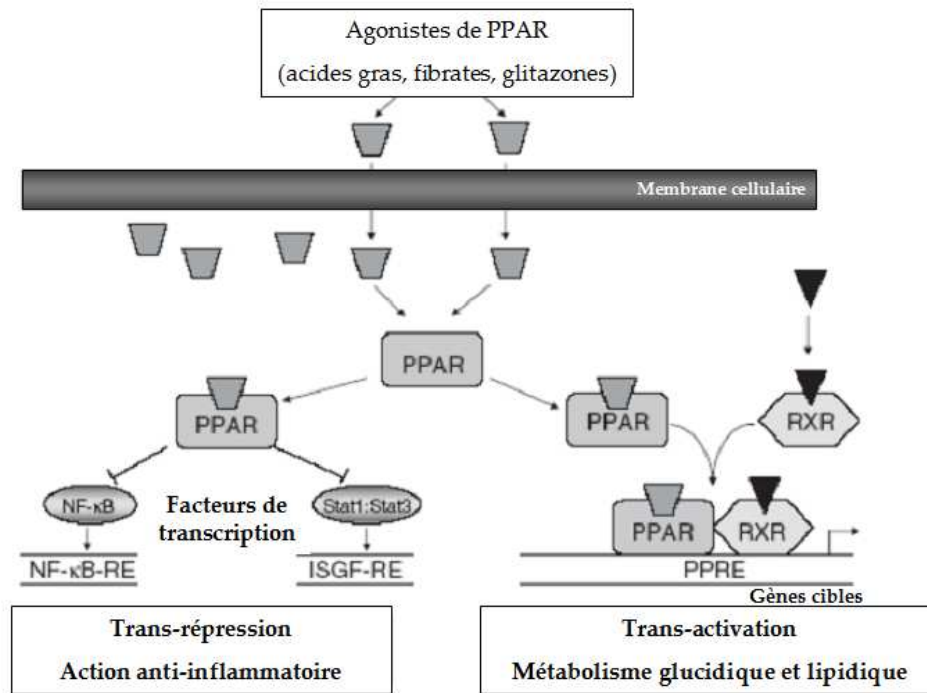 Agonistes de PPAR
(acides gras, fibrates, glitazones)
Membrane cellulaire
PPAR
PPAR
PPAR
RXR
NF-κB
Facteurs de
transcription
Stat1:Stat3
PPAR
RXR
NF-κB-RE
ISGF-RE
PPRE
Gènes cibles
Trans-répression
Action anti-inflammatoire
Trans-activation
Métabolisme glucidique et lipidique